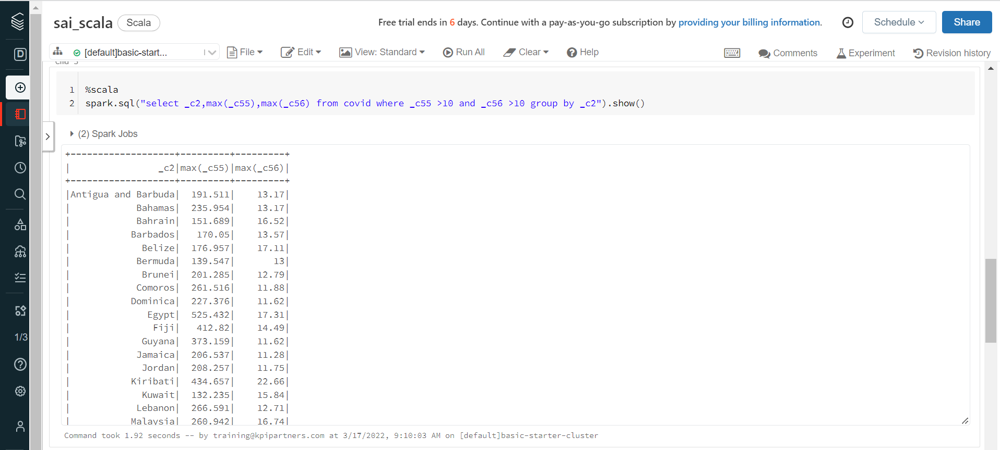 sai_scala Scala
Free trial ends in 6 days. Continue with a pay-as-you-go subscription by providing your billing information.
Schedule
Share
[default]basic-start...
File
Edit
View: Standard
Run All
Clear
Help
Comments
Experiment
Revision history
D
1/3
1 %scala
2 spark.sql("select _c2,max(_c55),max(_c56) from covid where _c55 >10 and _c56 >10 group by _c2").show()
(2) Spark Jobs
+-------------------+---------+---------+
| _c2|max(_c55)|max(_c56)|
+-------------------+---------+---------+
|Antigua and Barbuda| 191.511| 13.17|
| Bahamas| 235.954| 13.17|
| Bahrain| 151.689| 16.52|
| Barbados| 170.05| 13.57|
| Belize| 176.957| 17.11|
| Bermuda| 139.547| 13|
| Brunei| 201.285| 12.79|
| Comoros| 261.516| 11.88|
| Dominica| 227.376| 11.62|
| Egypt| 525.432| 17.31|
| Fiji| 412.82| 14.49|
| Guyana| 373.159| 11.62|
| Jamaica| 206.537| 11.28|
| Jordan| 208.257| 11.75|
| Kiribati| 434.657| 22.66|
| Kuwait| 132.235| 15.84|
| Lebanon| 266.591| 12.71|
| Malaysia| 260.942| 16.74|
Command took 1.92 seconds -- by training@kpipartners.com at 3/17/2022, 9:10:03 AM on [default]basic-starter-cluster